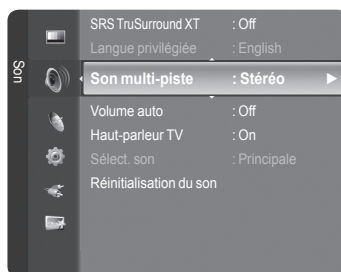 Son
SRS TruSurround XT : Off
Langue privilégiée : English
Son multi-piste : Stéréo
Volume auto : Off
Haut-parleur TV : On
Sélect. son : Principale
Réinitialisation du son